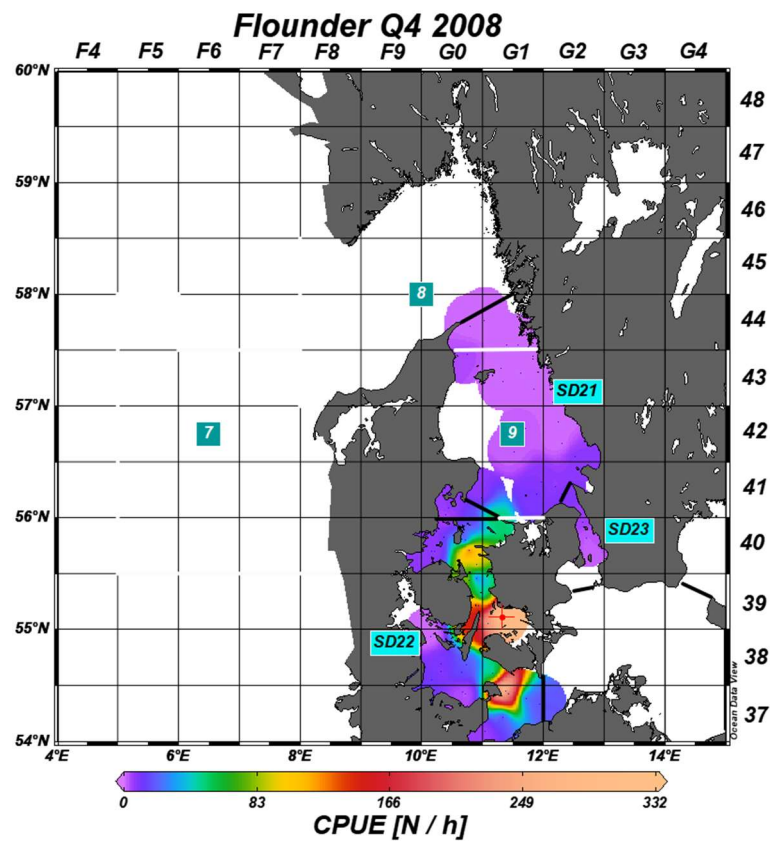 Flounder Q4 2008
F4 F5 F6 F7 F8 F9 G0 G1 G2 G3 G4
60°N
48
47
59°N
46
45
58°N
8
44
43
SD21
57°N
7
9
42
41
56°N
SD23
40
39
55°N
SD22
38
37
54°N
Ocean Data View
4°E 6°E 8°E 10°E 12°E 14°E
0 83 166 249 332
CPUE [N / h]